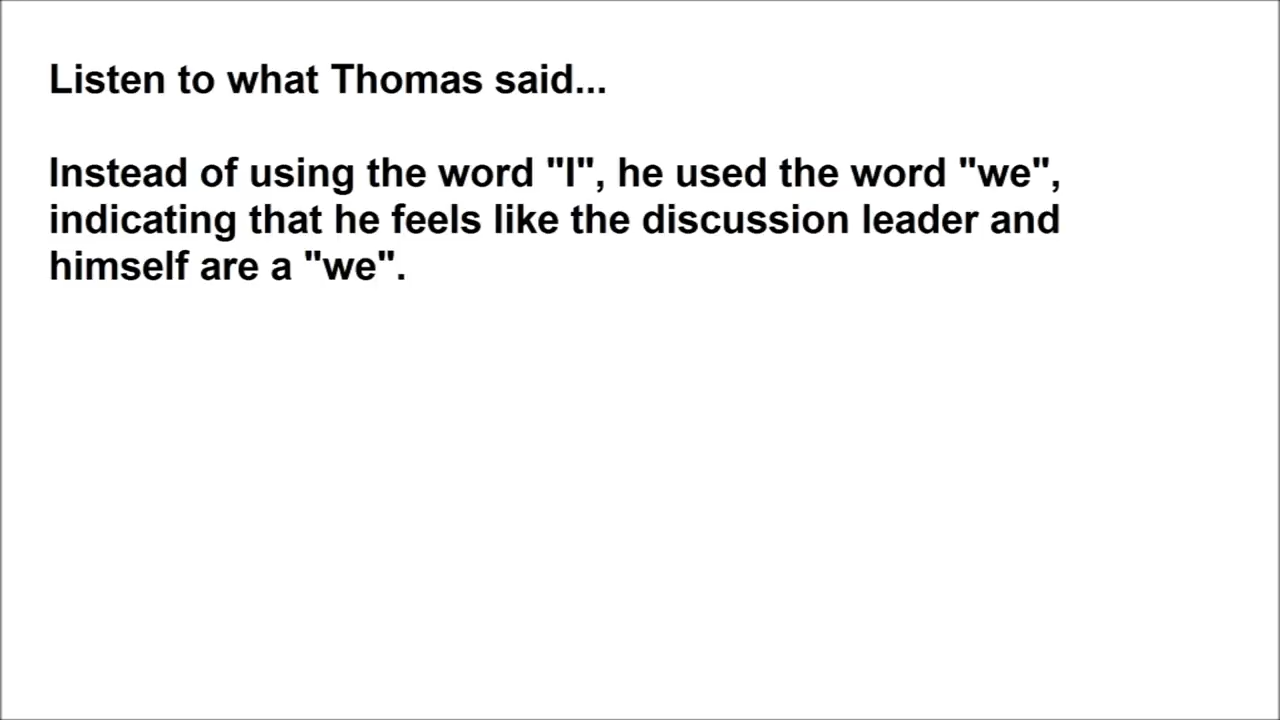 Listen to what Thomas said...
Instead of using the word "I", he used the word "we",
indicating that he feels like the discussion leader and
himself are a "we".